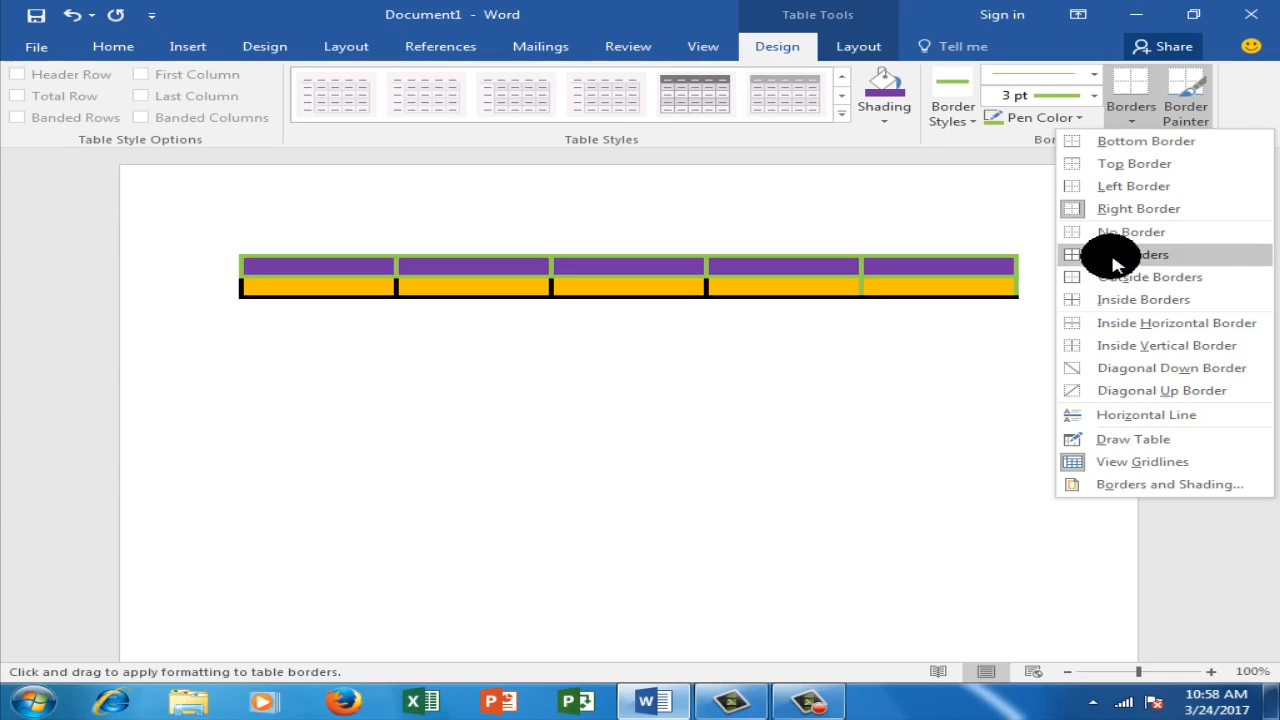 Document1 - Word
Table Tools
Sign in
File
Home
Insert
Design
Layout
References
Mailings
Review
View
Design
Layout
Tell me
Share
Header Row
First Column
Total Row
Last Column
Banded Rows
Banded Columns
Table Style Options
Table Styles
Shading
Border
Styles
3 pt
Pen Color
Borders
Border
Painter
Bottom Border
Top Border
Left Border
Right Border
No Border
Outside Borders
Inside Borders
Inside Horizontal Border
Inside Vertical Border
Diagonal Down Border
Diagonal Up Border
Horizontal Line
Draw Table
View Gridlines
Borders and Shading...
Click and drag to apply formatting to table borders.
100%
10:58 AM
3/24/2017